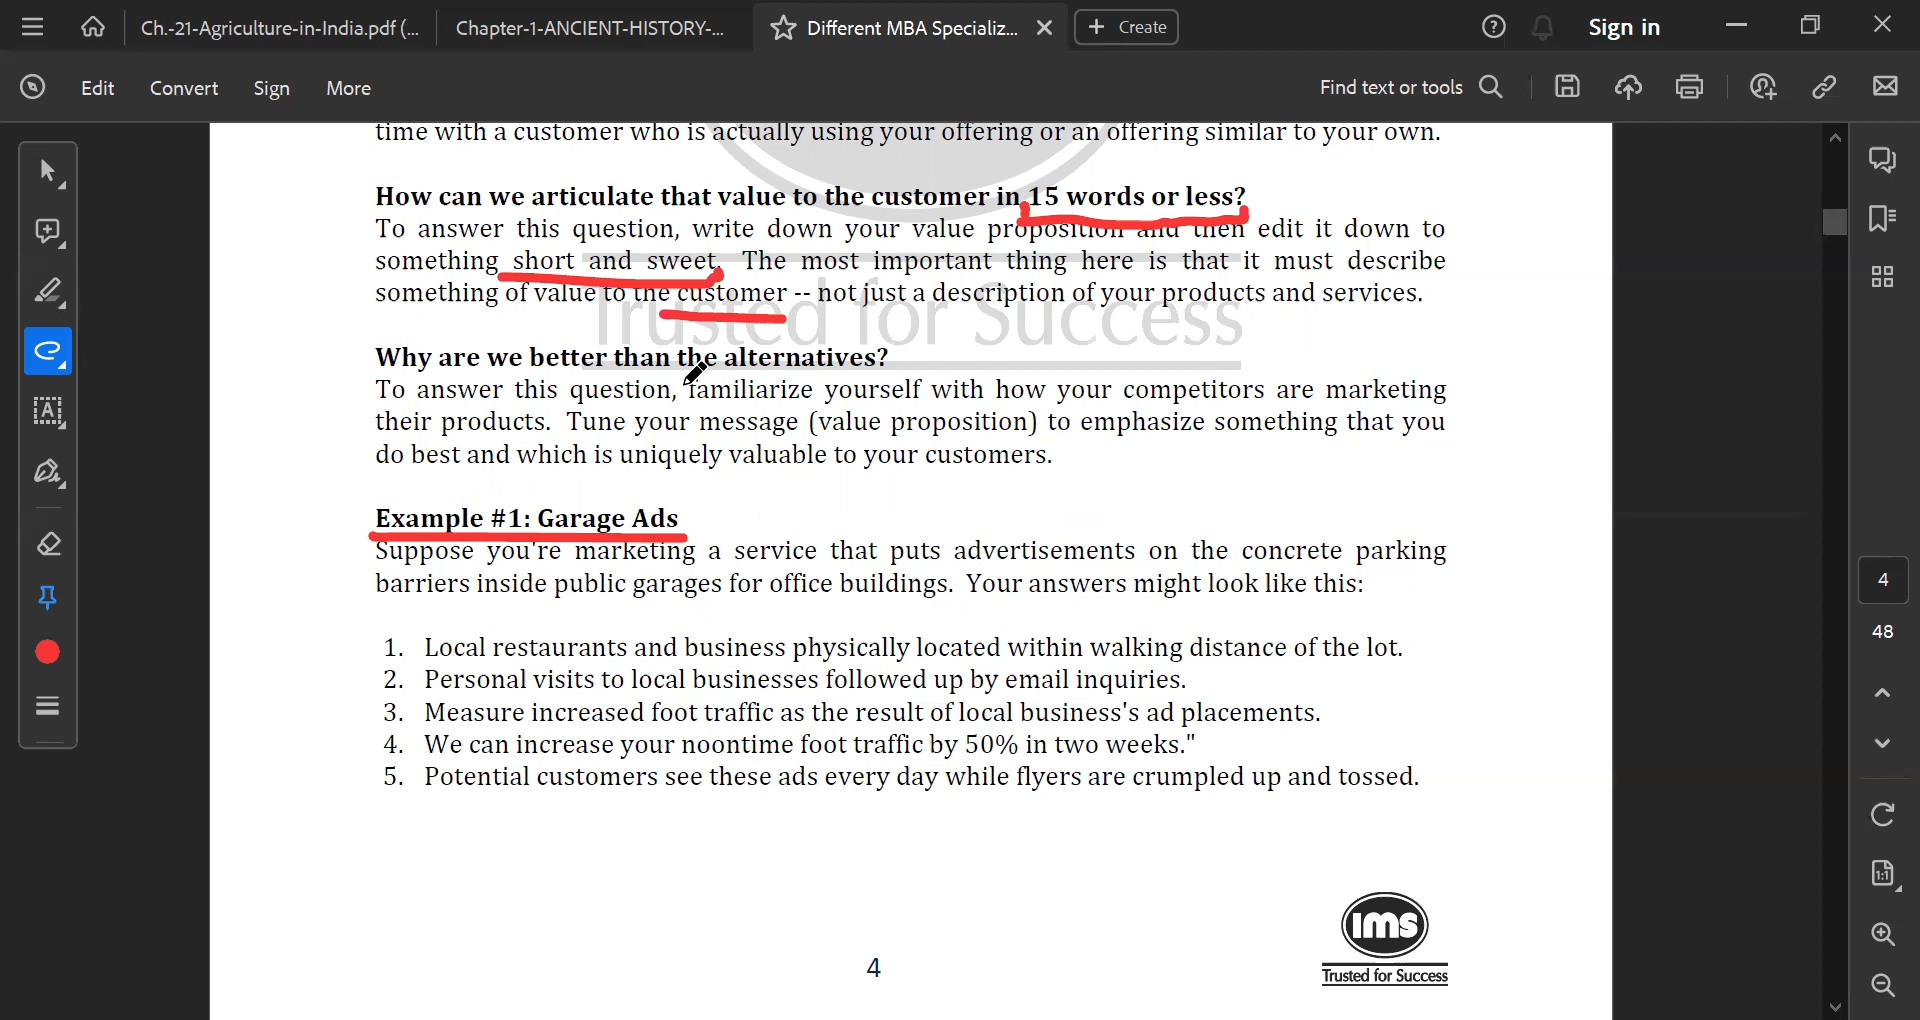 Ch.-21-Agriculture-in-India.pdf (...
Chapter-1-ANCIENT-HISTORY-...
Different MBA Specializ...
Create
Sign in
Edit
Convert
Sign
More
Find text or tools
time with a customer who is actually using your offering or an offering similar to your own.
How can we articulate that value to the customer in 15 words or less?
To answer this question, write down your value proposition and then edit it down to
something short and sweet. The most important thing here is that it must describe
something of value to the customer -- not just a description of your products and services.
Trusted for Success
Why are we better than the alternatives?
To answer this question, familiarize yourself with how your competitors are marketing
their products. Tune your message (value proposition) to emphasize something that you
do best and which is uniquely valuable to your customers.
Example #1: Garage Ads
Suppose you're marketing a service that puts advertisements on the concrete parking
barriers inside public garages for office buildings. Your answers might look like this:
1. Local restaurants and business physically located within walking distance of the lot.
2. Personal visits to local businesses followed up by email inquiries.
3. Measure increased foot traffic as the result of local business's ad placements.
4. We can increase your noontime foot traffic by 50% in two weeks."
5. Potential customers see these ads every day while flyers are crumpled up and tossed.
4
ims
Trusted for Success
4
48
1:1
A